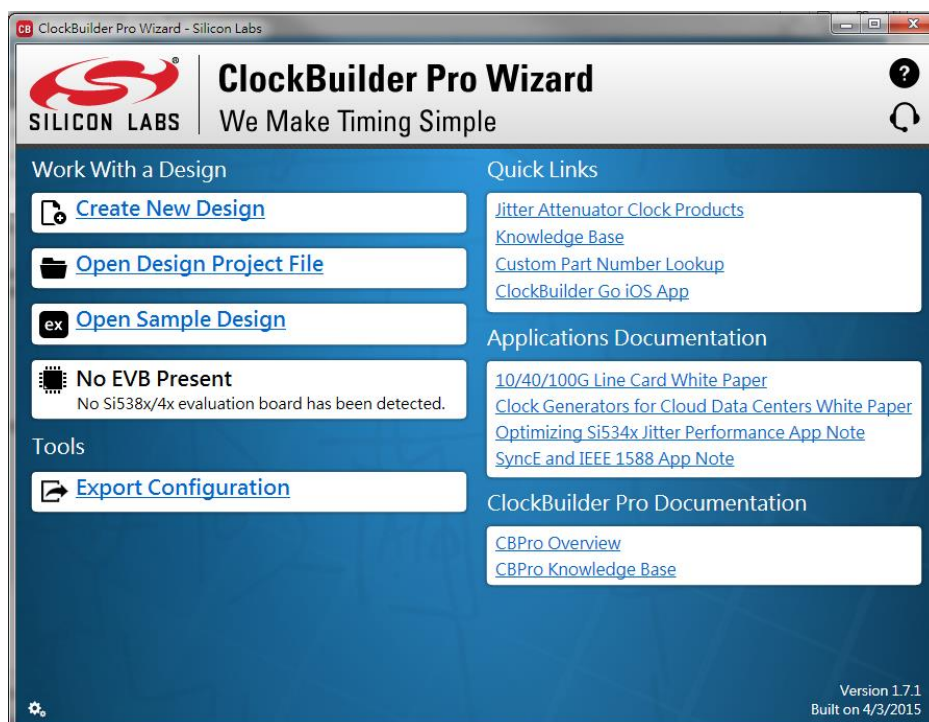 CB ClockBuilder Pro Wizard - Silicon Labs
SILICON LABS
ClockBuilder Pro Wizard
We Make Timing Simple
?
Work With a Design
Create New Design
Open Design Project File
ex Open Sample Design
No EVB Present
No Si538x/4x evaluation board has been detected.
Tools
Export Configuration
Quick Links
Jitter Attenuator Clock Products
Knowledge Base
Custom Part Number Lookup
ClockBuilder Go iOS App
Applications Documentation
10/40/100G Line Card White Paper
Clock Generators for Cloud Data Centers White Paper
Optimizing Si534x Jitter Performance App Note
SyncE and IEEE 1588 App Note
ClockBuilder Pro Documentation
CBPro Overview
CBPro Knowledge Base
Version 1.7.1
Built on 4/3/2015